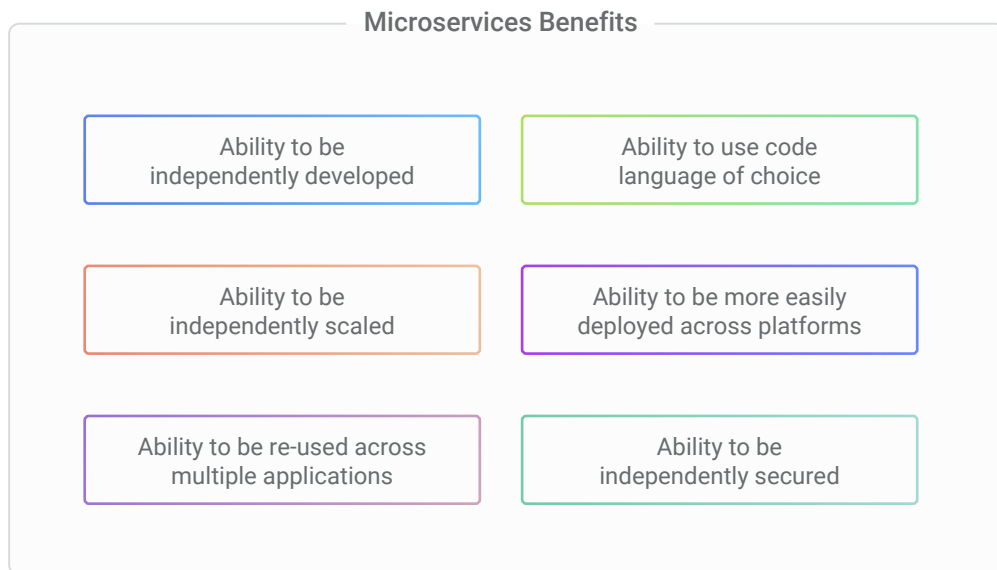 Microservices Benefits
Ability to be
independently developed
Ability to use code
language of choice
Ability to be
independently scaled
Ability to be more easily
deployed across platforms
Ability to be re-used across
multiple applications
Ability to be
independently secured